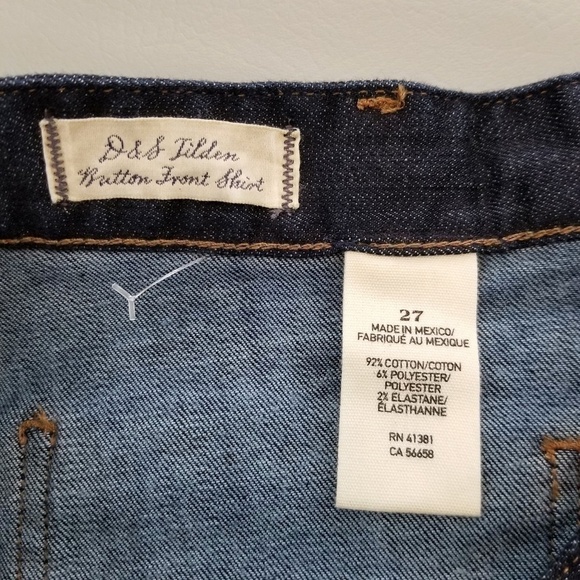 D&S Tilden
Button Front Skirt
27
MADE IN MEXICO/
FABRIQUÉ AU MEXIQUE
92% COTTON/COTON
6% POLYESTER/
POLYESTER
2% ELASTANE/
ÉLASTHANNE
RN 41381
CA 56658